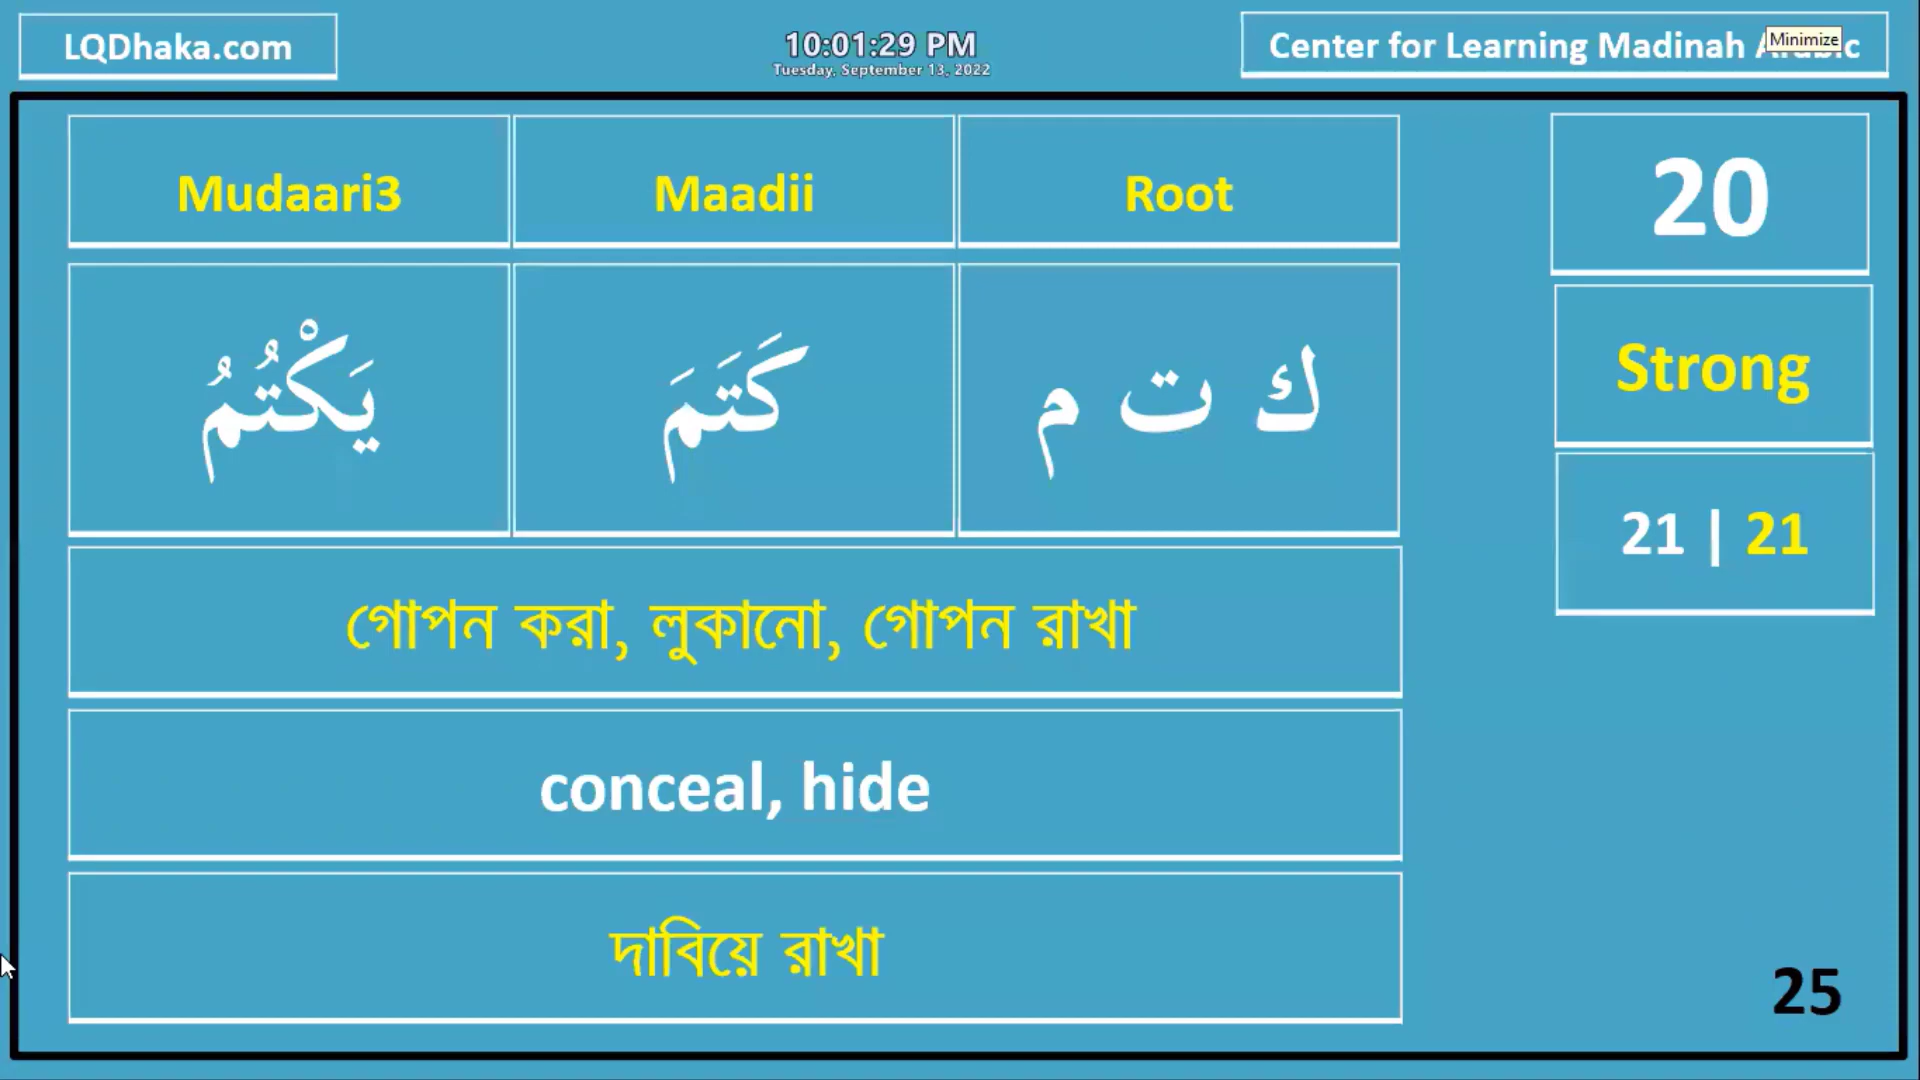 LQDhaka.com
10:01:29 PM
Tuesday, September 13, 2022
Center for Learning Madinah
Minimize
Mudaari3 Maadii Root
يَكْتُمُ كَتَمَ ك ت م
গোপন করা, লুকানো, গোপন রাখা
conceal, hide
দাবিয়ে রাখা
20
Strong
21 | 21
25